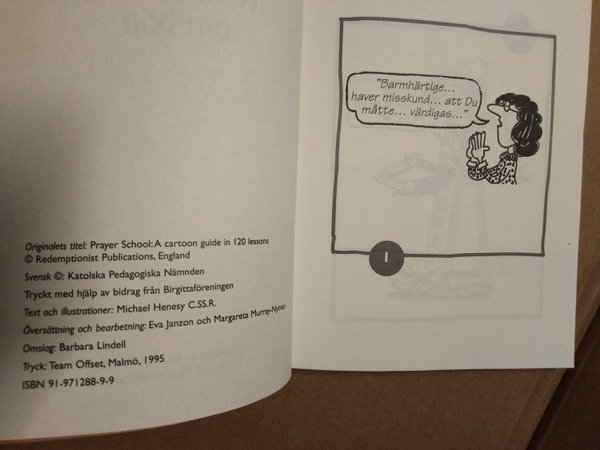 Originalets titel: Prayer School: A cartoon guide in 120 lessons
© Redemptionist Publications, England
Svensk ©: Katolska Pedagogiska Nämnden
Tryckt med hjälp av bidrag från Birgittaföreningen
Text och illustrationer: Michael Henesy C.SS.R.
Översättning och bearbetning: Eva Janzon och Margareta Murray-Nyman
Omslag: Barbara Lindell
Tryck: Team Offset, Malmö, 1995
ISBN 91-971288-9-9
"Barmhärtige...
haver misskund... att Du
måtte... värdigas..."
1